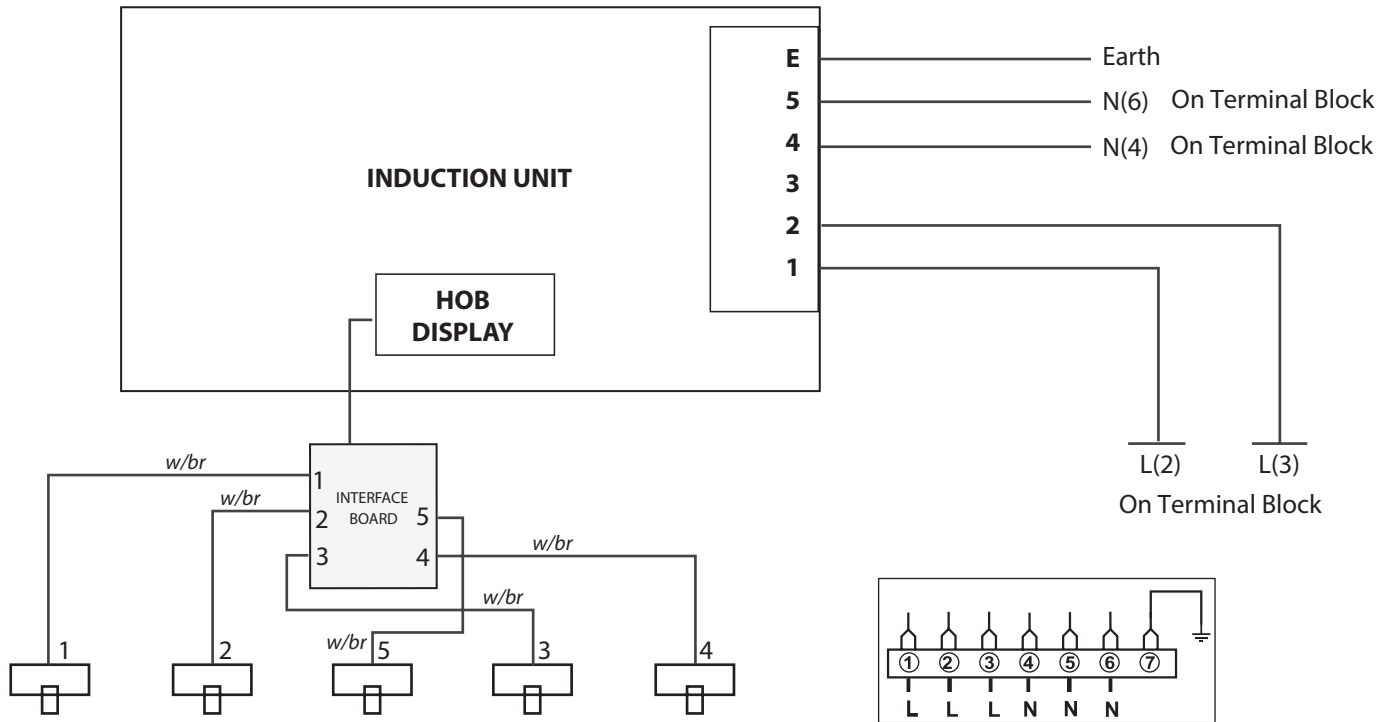 E
Earth
5
N(6) On Terminal Block
4
N(4) On Terminal Block
3
2
1
INDUCTION UNIT
HOB
DISPLAY
L(2) L(3)
On Terminal Block
w/br
w/br
1
2
3
INTERFACE
BOARD
5
4
w/br
w/br
w/br
1 2 5 3 4
1 2 3 4 5 6 7
L L L N N N